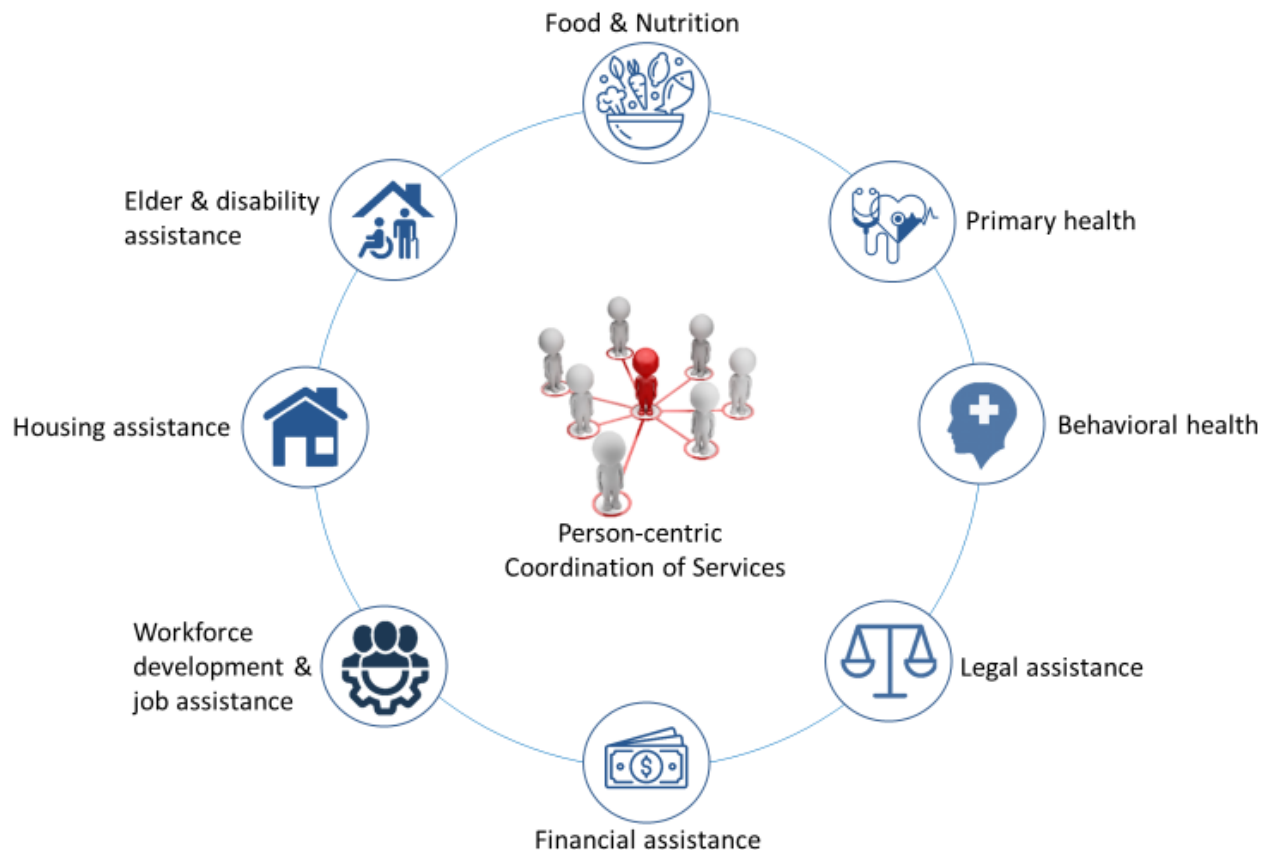 Food & Nutrition
Primary health
Behavioral health
Legal assistance
Financial assistance
Workforce
development &
job assistance
Housing assistance
Elder & disability
assistance
Person-centric
Coordination of Services
$